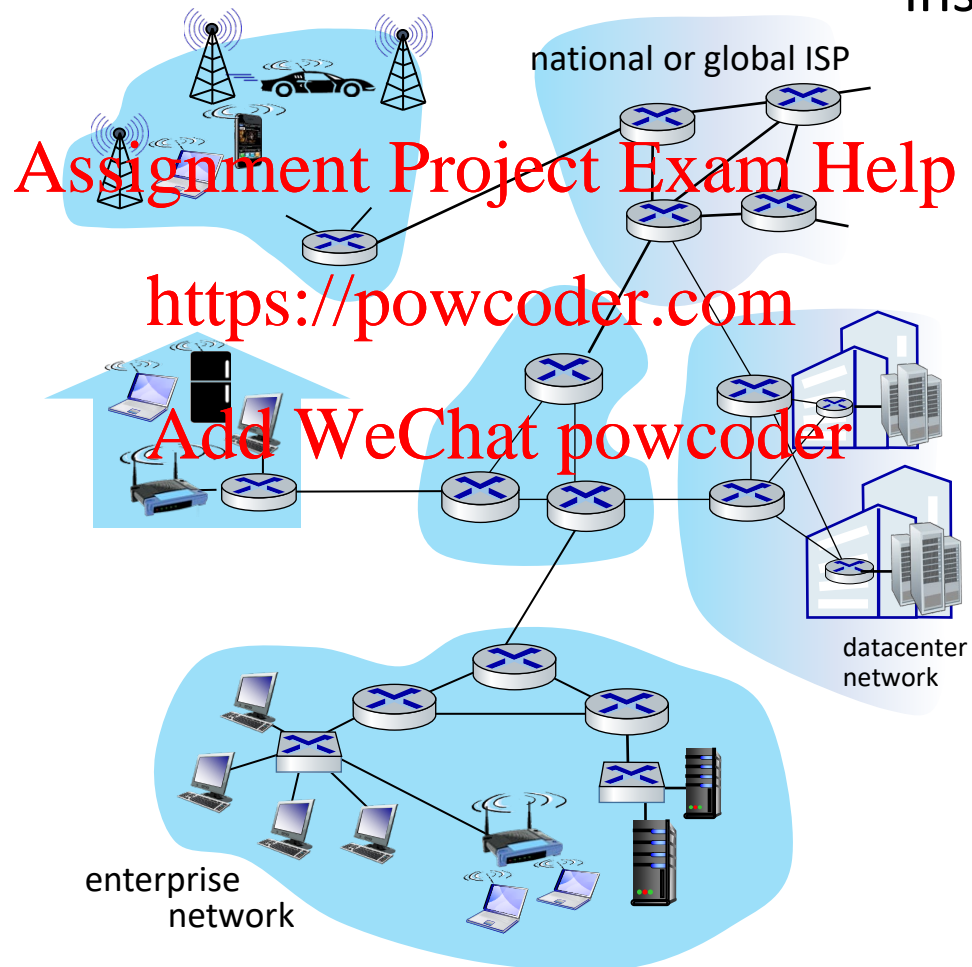 national or global ISP
Assignment Project Exam Help
https://powcoder.com
Add WeChat powcoder
datacenter
network
enterprise
network